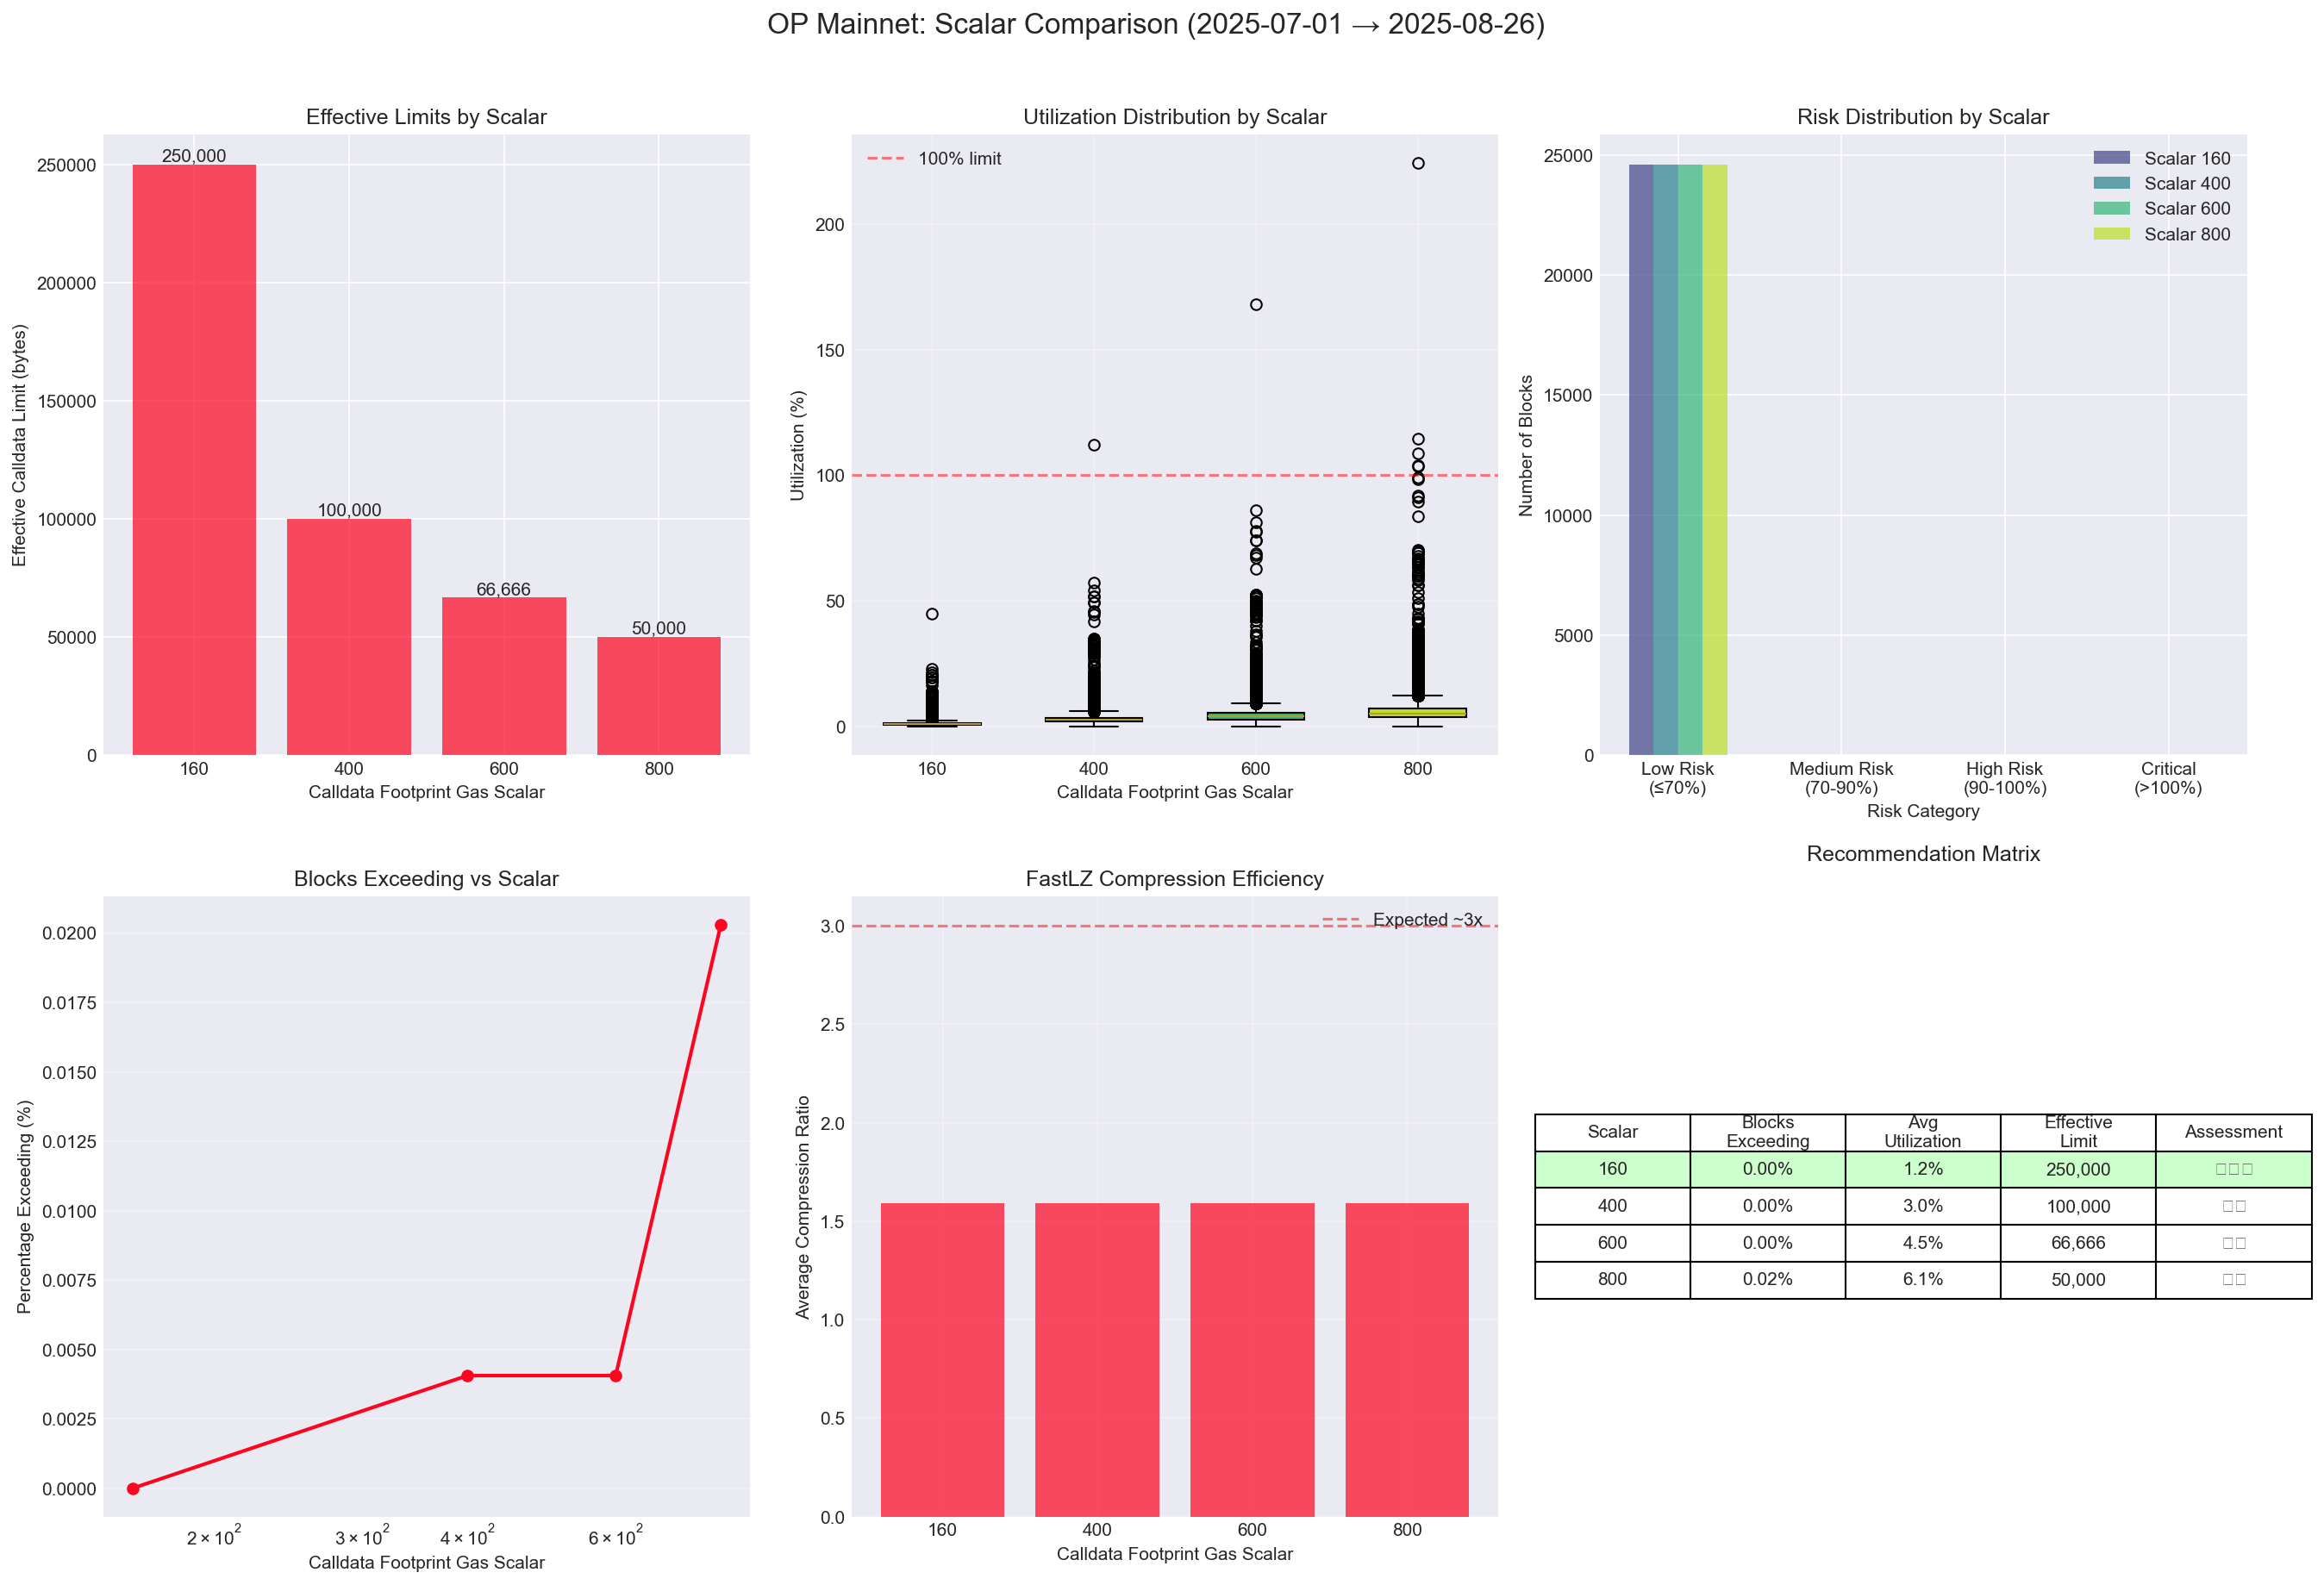 OP Mainnet: Scalar Comparison (2025-07-01 → 2025-08-26)
Effective Limits by Scalar
Effective Calldata Limit (bytes)
250000
200000
150000
100000
50000
0
250,000
100,000
66,666
50,000
160
400
600
800
Calldata Footprint Gas Scalar
Utilization Distribution by Scalar
Utilization (%)
100% limit
200
150
100
50
0
160
400
600
800
Calldata Footprint Gas Scalar
Risk Distribution by Scalar
Number of Blocks
25000
20000
15000
10000
5000
0
Scalar 160
Scalar 400
Scalar 600
Scalar 800
Low Risk
(≤70%)
Medium Risk
(70-90%)
High Risk
(90-100%)
Critical
(>100%)
Risk Category
Blocks Exceeding vs Scalar
Percentage Exceeding (%)
0.0200
0.0175
0.0150
0.0125
0.0100
0.0075
0.0050
0.0025
0.0000
2 × 10²
3 × 10²
4 × 10²
6 × 10²
Calldata Footprint Gas Scalar
FastLZ Compression Efficiency
Average Compression Ratio
Expected ~3x
3.0
2.5
2.0
1.5
1.0
0.5
0.0
160
400
600
800
Calldata Footprint Gas Scalar
Recommendation Matrix
Scalar
Blocks
Exceeding
Avg
Utilization
Effective
Limit
Assessment
160 0.00% 1.2% 250,000
400 0.00% 3.0% 100,000
600 0.00% 4.5% 66,666
800 0.02% 6.1% 50,000